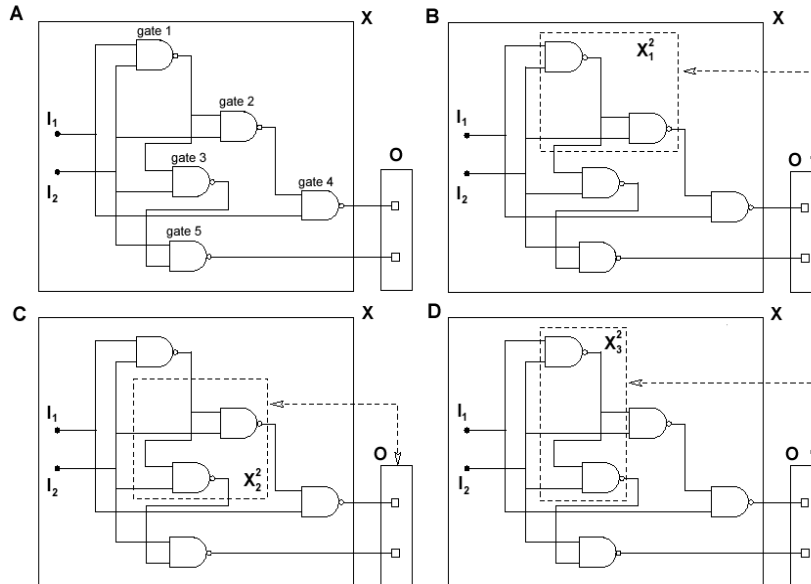 A
X
gate 1
gate 2
I₁
gate 3
O
I₂
gate 4
gate 5
B
X
X₁²
I₁
O
I₂
C
X
I₁
O
I₂
X₂²
D
X
X₃²
I₁
O
I₂